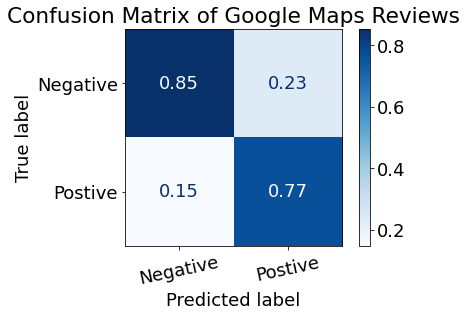 Confusion Matrix of Google Maps Reviews
True label
Negative
0.85
0.23
Postive
0.15
0.77
Negative
Postive
Predicted label
0.8
0.6
0.4
0.2